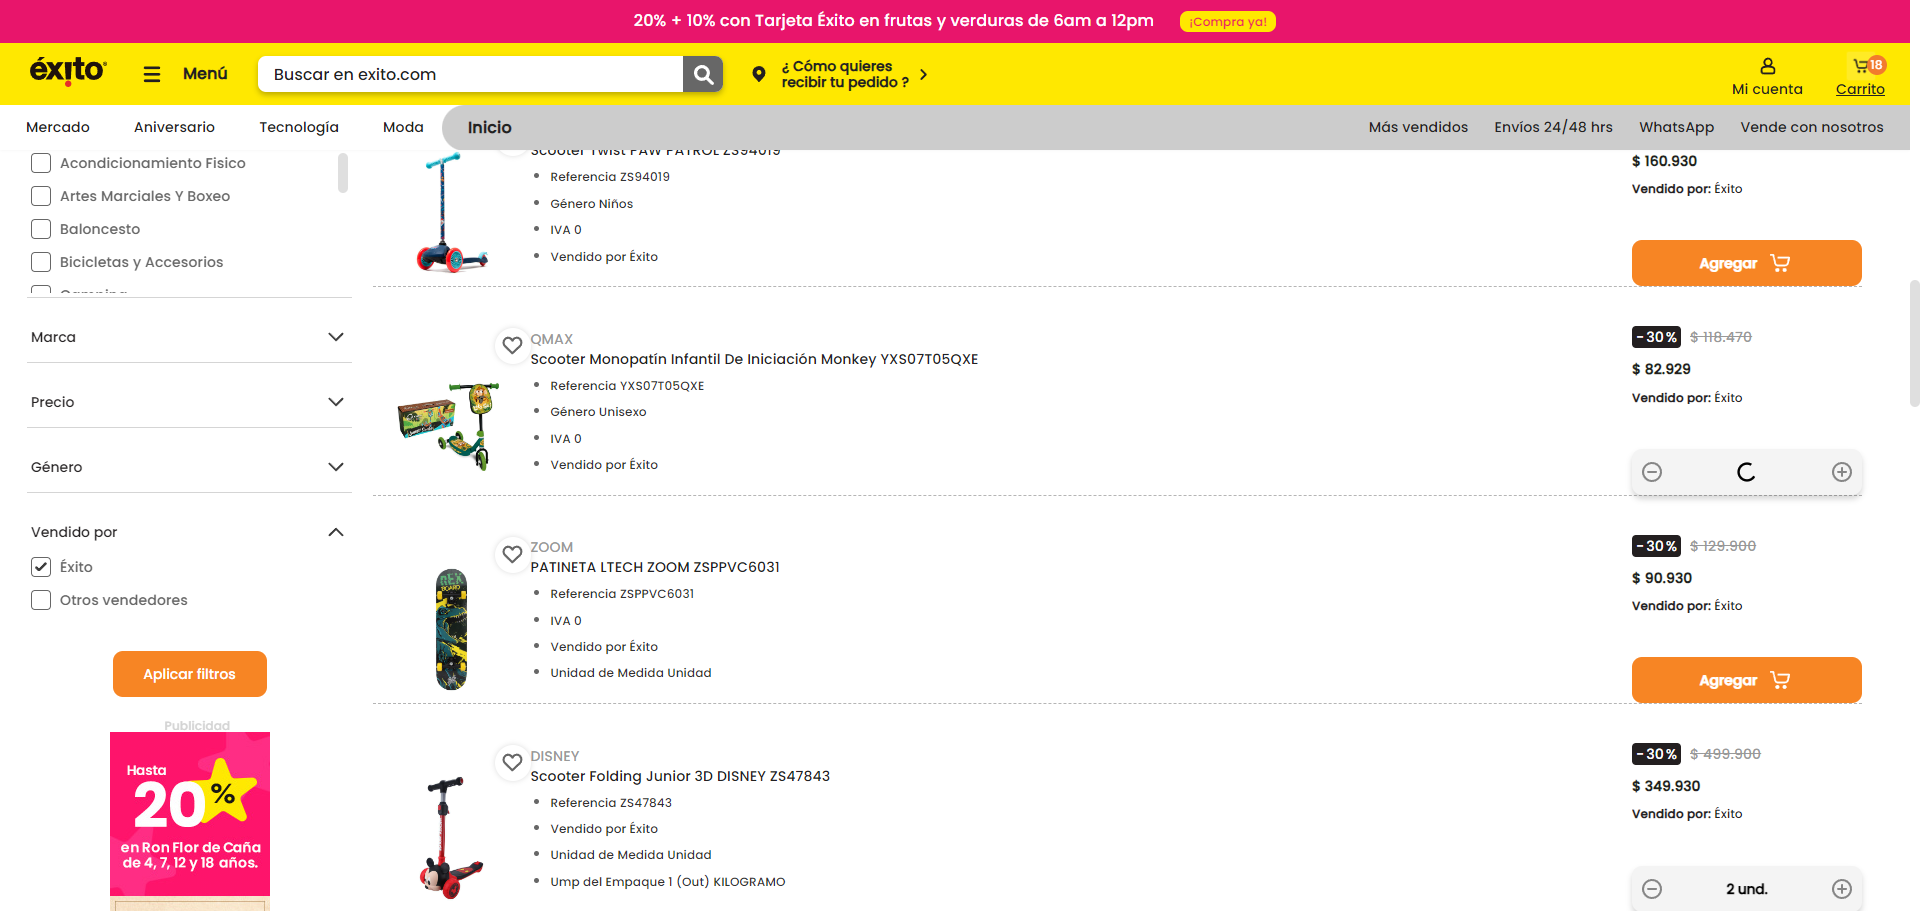 20% + 10% con Tarjeta Éxito en frutas y verduras de 6am a 12pm
¡Compra ya!
éxito
Menú
Buscar en exito.com
¿ Cómo quieres
recibir tu pedido ?
Mi cuenta
18
Carrito
Mercado
Aniversario
Tecnología
Moda
Inicio
Más vendidos
Envíos 24/48 hrs
WhatsApp
Vende con nosotros
Acondicionamiento Fisico
Artes Marciales Y Boxeo
Baloncesto
Bicicletas y Accesorios
Camping
Marca
Precio
Género
Vendido por
Éxito
Otros vendedores
Aplicar filtros
Publicidad
Hasta
20%
en Ron Flor de Caña
de 4, 7, 12 y 18 años.
Scooter Twist PAW PATROL ZS94019
Referencia ZS94019
Género Niños
IVA 0
Vendido por Éxito
$ 160.930
Vendido por: Éxito
Agregar
QMAX
Scooter Monopatín Infantil De Iniciación Monkey YXS07T05QXE
Referencia YXS07T05QXE
Género Unisexo
IVA 0
Vendido por Éxito
-30% $ 118.470
$ 82.929
Vendido por: Éxito
ZOOM
PATINETA LTECH ZOOM ZSPPVC6031
Referencia ZSPPVC6031
IVA 0
Vendido por Éxito
Unidad de Medida Unidad
-30% $ 129.900
$ 90.930
Vendido por: Éxito
Agregar
DISNEY
Scooter Folding Junior 3D DISNEY ZS47843
Referencia ZS47843
Vendido por Éxito
Unidad de Medida Unidad
Ump del Empaque 1 (Out) KILOGRAMO
-30% $ 499.900
$ 349.930
Vendido por: Éxito
2 und.